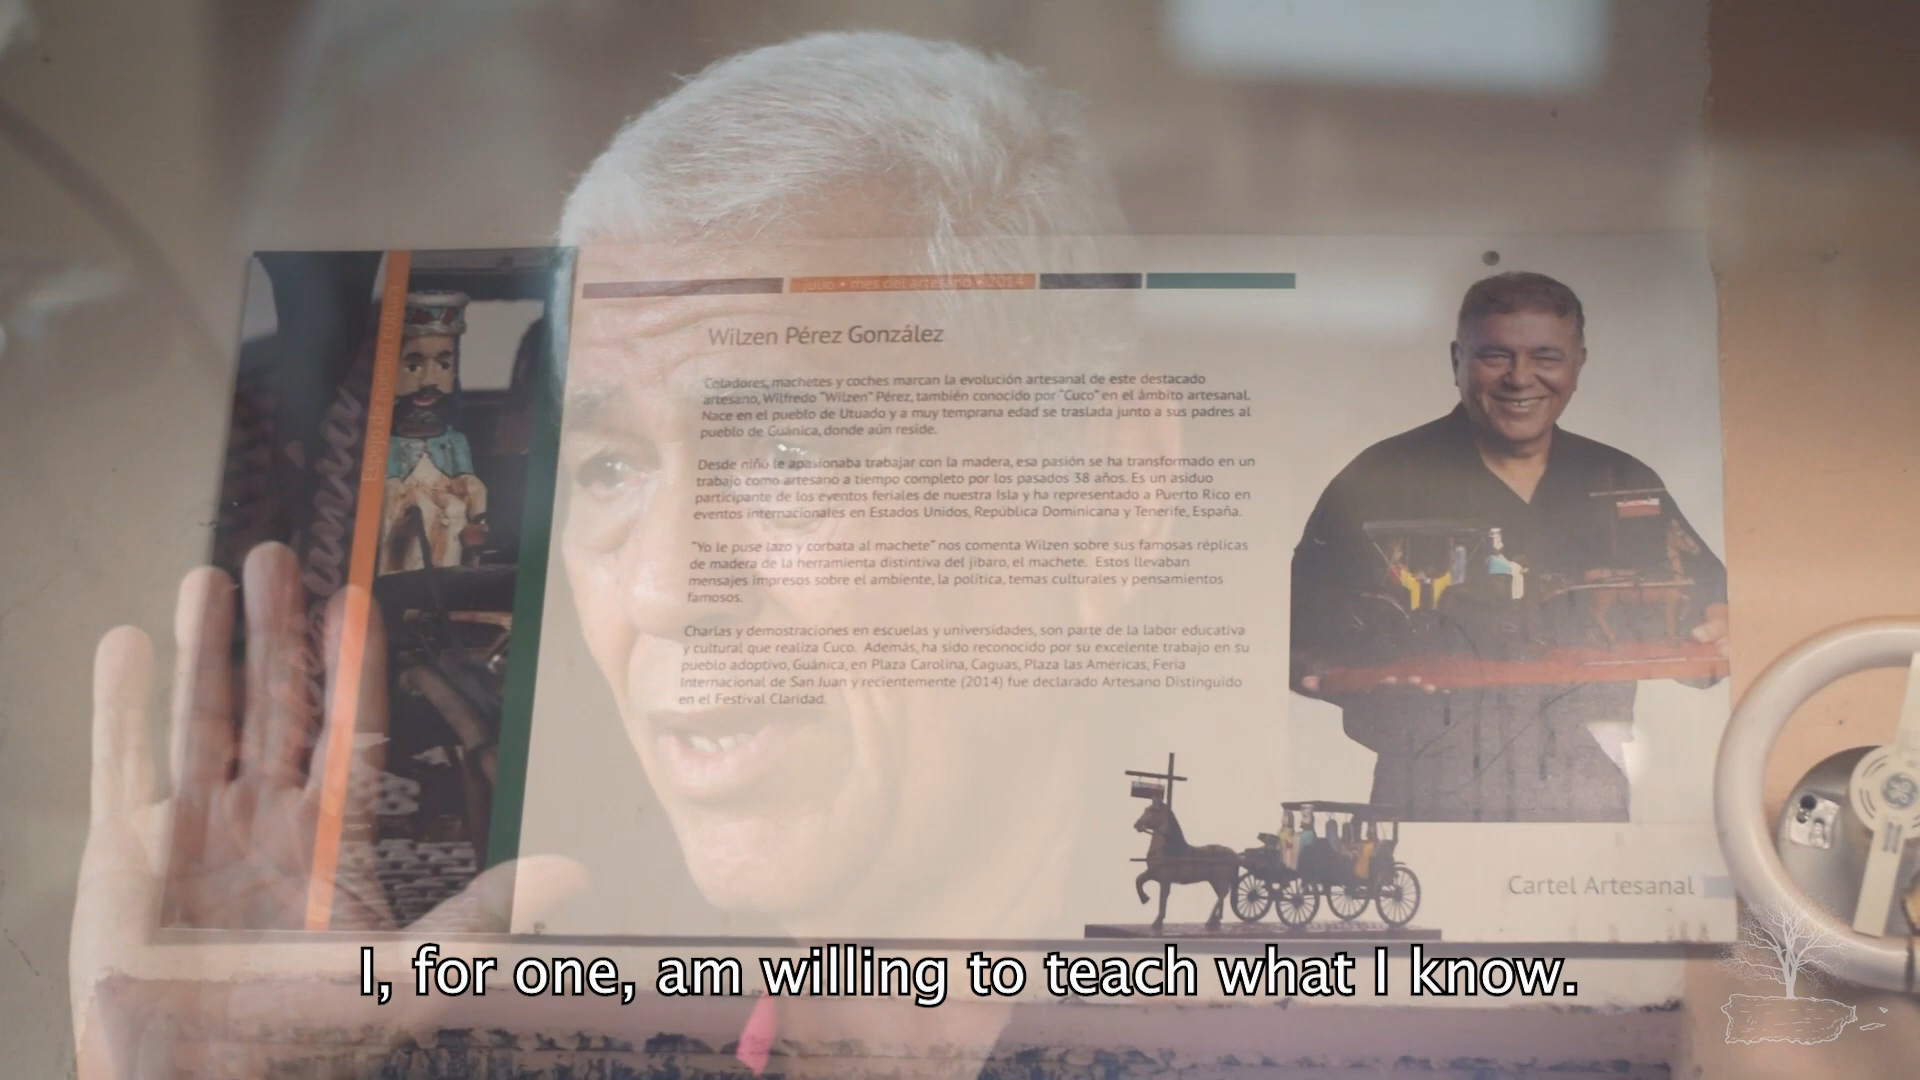 julio • mes del artesano • 2014
Wilzen Pérez González
Coladores, machetes y coches marcan la evolución artesanal de este destacado
artesano, Wilfredo "Wilzen" Pérez, también conocido por "Cuco" en el ámbito artesanal.
Nace en el pueblo de Utuado y a muy temprana edad se traslada junto a sus padres al
pueblo de Guánica, donde aún reside.
Desde niño le apasionaba trabajar con la madera, esa pasión se ha transformado en un
trabajo como artesano a tiempo completo por los pasados 38 años. Es un asiduo
participante de los eventos feriales de nuestra Isla y ha representado a Puerto Rico en
eventos internacionales en Estados Unidos, República Dominicana y Tenerife, España.
"Yo le puse lazo y corbata al machete" nos comenta Wilzen sobre sus famosas réplicas
de madera de la herramienta distintiva del jíbaro, el machete. Estos llevaban
mensajes impresos sobre el ambiente, la política, temas culturales y pensamientos
famosos.
Charlas y demostraciones en escuelas y universidades, son parte de la labor educativa
y cultural que realiza Cuco. Además, ha sido reconocido por su excelente trabajo en su
pueblo adoptivo, Guánica, en Plaza Carolina, Caguas, Plaza las Américas, Feria
Internacional de San Juan y recientemente (2014) fue declarado Artesano Distinguido
en el Festival Claridad.
Cartel Artesanal
I, for one, am willing to teach what I know.